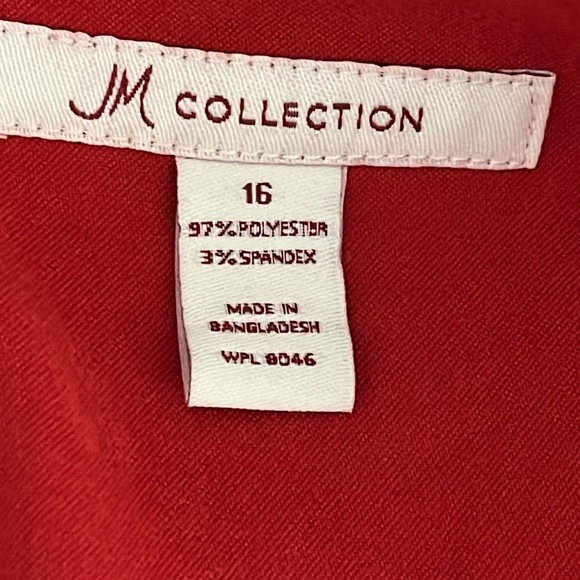 JM COLLECTION
16
97% POLYESTER
3% SPANDEX
MADE IN
BANGLADESH
WPL 8046